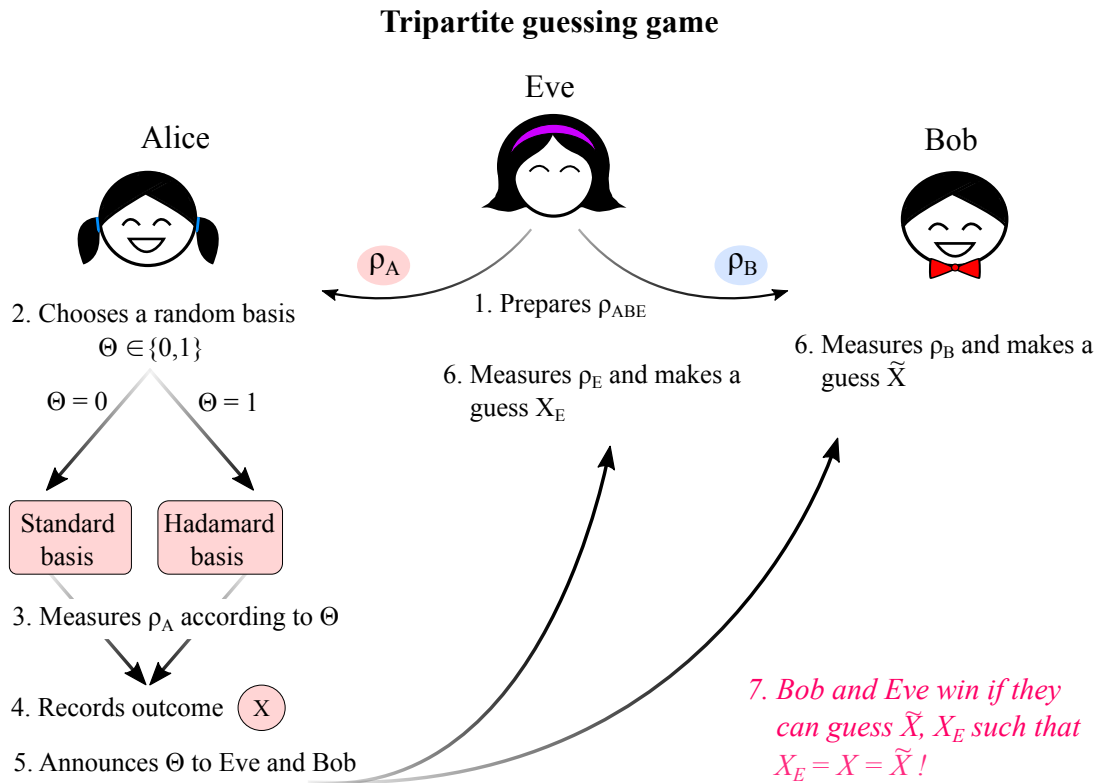 Tripartite guessing game
Eve
Alice
Bob
ρA
ρB
1. Prepares ρABE
2. Chooses a random basis
Θ ∈ {0,1}
Θ = 0
Θ = 1
6. Measures ρE and makes a
guess XE
6. Measures ρB and makes a
guess X̃
Standard
basis
Hadamard
basis
3. Measures ρA according to Θ
4. Records outcome X
5. Announces Θ to Eve and Bob
7. Bob and Eve win if they
can guess X̃, XE such that
XE = X = X̃ !